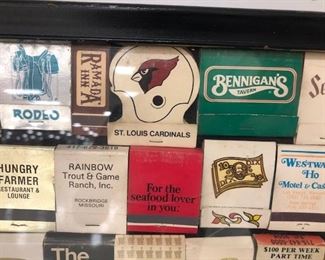 RODEO
RAMADA
INN
ST. LOUIS CARDINALS
BENNIGAN'S
TAVERN
HUNGRY
FARMER
RESTAURANT &
LOUNGE
RAINBOW
Trout & Game
Ranch, Inc.
ROCKBRIDGE
MISSOURI
For the
seafood lover
in you:
Westwa
Ho
Motel & Ca
The
$100 PER WEEK
PART TIME